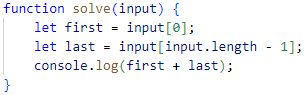 function solve(input) {
    let first = input[0];
    let last = input[input.length - 1];
    console.log(first + last);
}